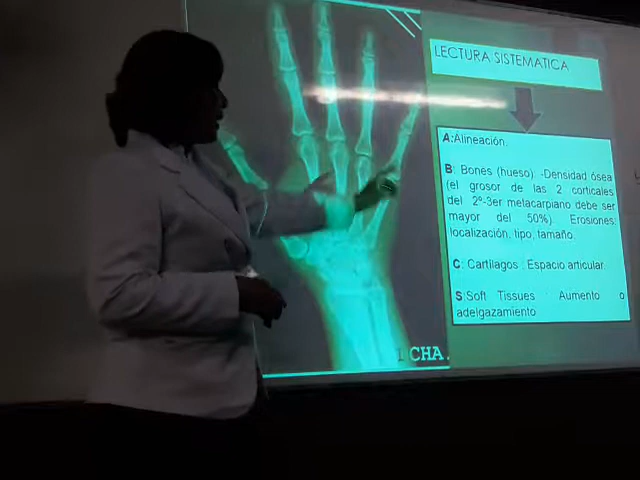 LECTURA SISTEMATICA
A:Alineación.
B: Bones (hueso). -Densidad ósea
(el grosor de las 2 corticales
del 2º-3er metacarpiano debe ser
mayor del 50%). Erosiones:
localización, tipo, tamaño.
C: Cartílagos : Espacio articular.
S:Soft Tissues : Aumento o
adelgazamiento
CHA.